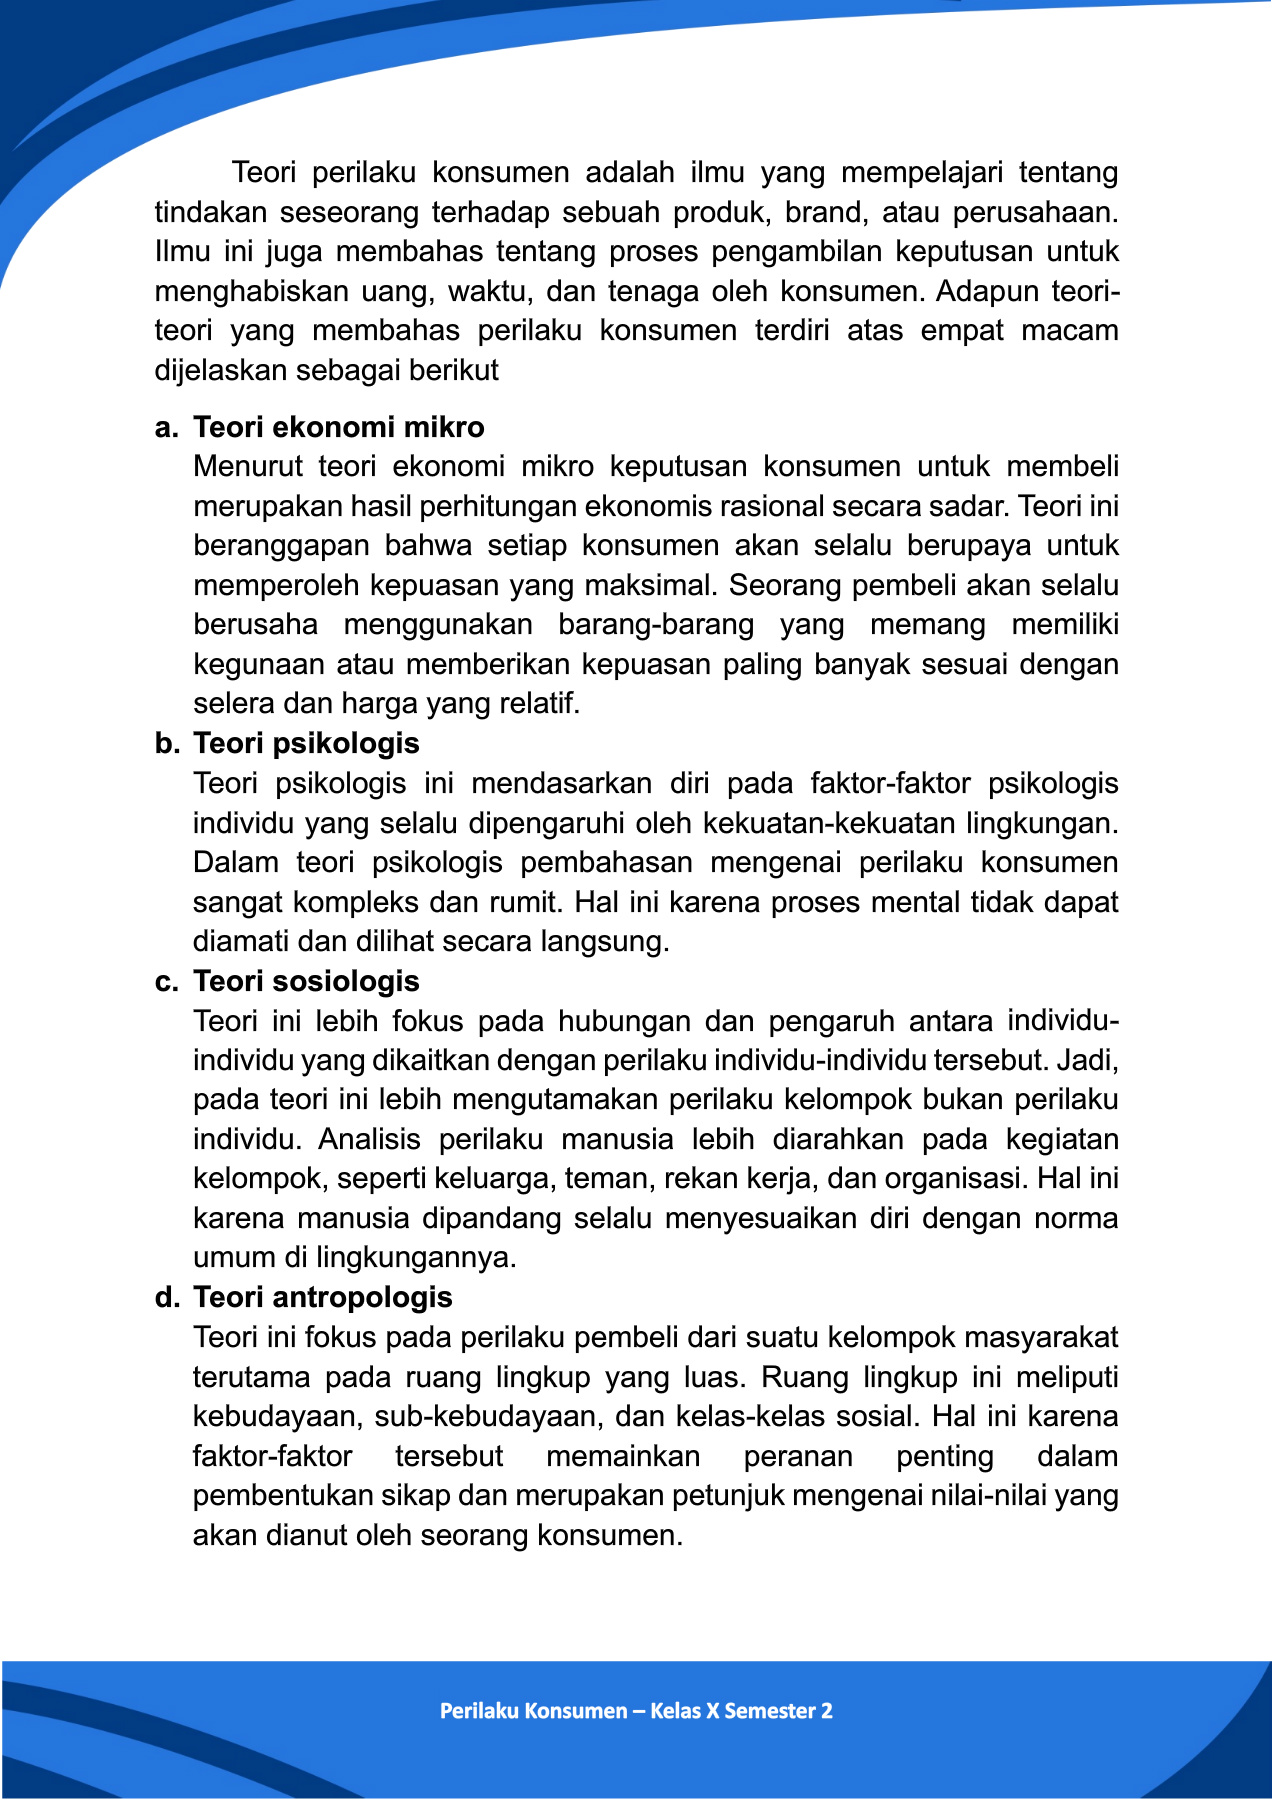 Teori perilaku konsumen adalah ilmu yang mempelajari tentang
tindakan seseorang terhadap sebuah produk, brand, atau perusahaan.
Ilmu ini juga membahas tentang proses pengambilan keputusan untuk
menghabiskan uang, waktu, dan tenaga oleh konsumen. Adapun teori-
teori yang membahas perilaku konsumen terdiri atas empat macam
dijelaskan sebagai berikut
a. Teori ekonomi mikro
Menurut teori ekonomi mikro keputusan konsumen untuk membeli
merupakan hasil perhitungan ekonomis rasional secara sadar. Teori ini
beranggapan bahwa setiap konsumen akan selalu berupaya untuk
memperoleh kepuasan yang maksimal. Seorang pembeli akan selalu
berusaha menggunakan barang-barang yang memang memiliki
kegunaan atau memberikan kepuasan paling banyak sesuai dengan
selera dan harga yang relatif.
b. Teori psikologis
Teori psikologis ini mendasarkan diri pada faktor-faktor psikologis
individu yang selalu dipengaruhi oleh kekuatan-kekuatan lingkungan.
Dalam teori psikologis pembahasan mengenai perilaku konsumen
sangat kompleks dan rumit. Hal ini karena proses mental tidak dapat
diamati dan dilihat secara langsung.
c. Teori sosiologis
Teori ini lebih fokus pada hubungan dan pengaruh antara individu-
individu yang dikaitkan dengan perilaku individu-individu tersebut. Jadi,
pada teori ini lebih mengutamakan perilaku kelompok bukan perilaku
individu. Analisis perilaku manusia lebih diarahkan pada kegiatan
kelompok, seperti keluarga, teman, rekan kerja, dan organisasi. Hal ini
karena manusia dipandang selalu menyesuaikan diri dengan norma
umum di lingkungannya.
d. Teori antropologis
Teori ini fokus pada perilaku pembeli dari suatu kelompok masyarakat
terutama pada ruang lingkup yang luas. Ruang lingkup ini meliputi
kebudayaan, sub-kebudayaan, dan kelas-kelas sosial. Hal ini karena
faktor-faktor tersebut memainkan peranan penting dalam
pembentukan sikap dan merupakan petunjuk mengenai nilai-nilai yang
akan dianut oleh seorang konsumen.
Perilaku Konsumen – Kelas X Semester 2